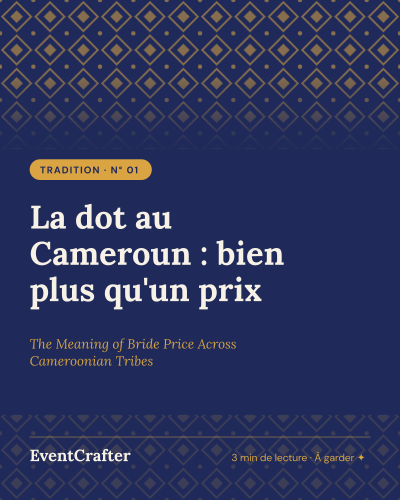 TRADITION · N° 01
La dot au
Cameroun : bien
plus qu'un prix
The Meaning of Bride Price Across
Cameroonian Tribes
EventCrafter
3 min de lecture · À garder ✦